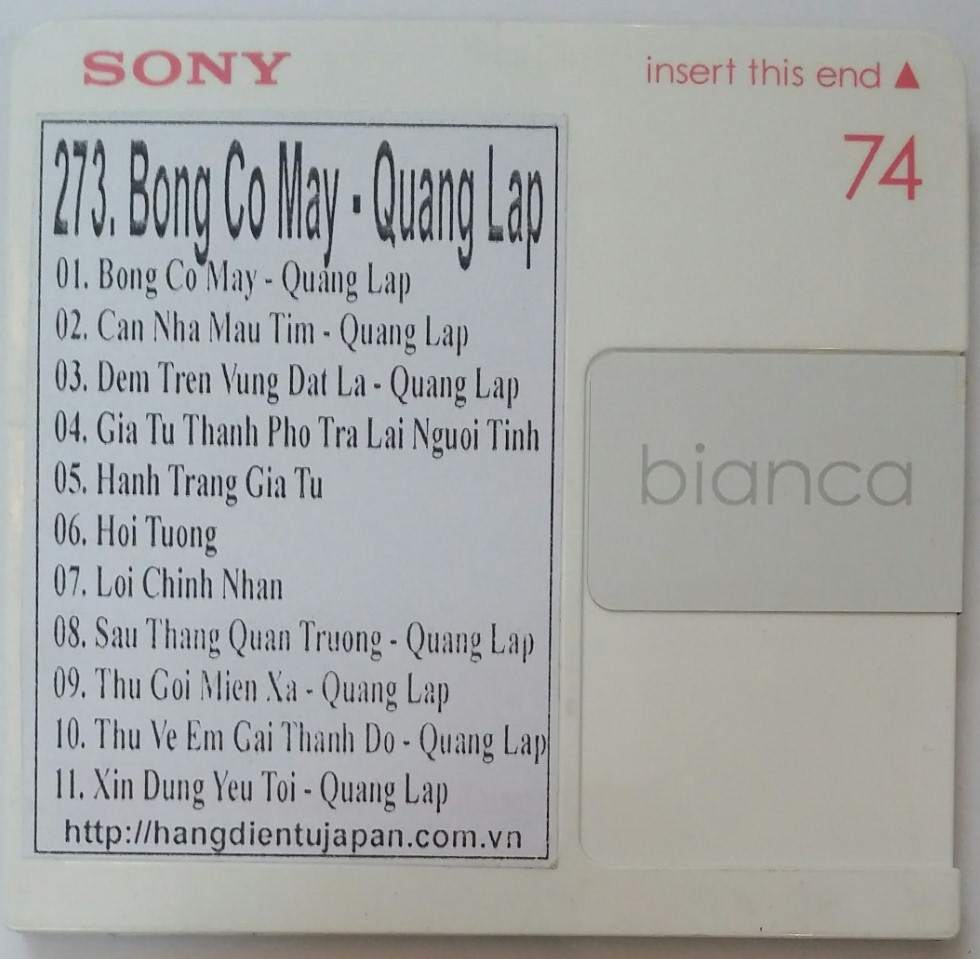 SONY
insert this end ▲
74
273. Bong Co May - Quang Lap
01. Bong Co May - Quang Lap
02. Can Nha Mau Tim - Quang Lap
03. Dem Tren Vung Dat La - Quang Lap
04. Gia Tu Thanh Pho Tra Lai Nguoi Tinh
05. Hanh Trang Gia Tu
06. Hoi Tuong
07. Loi Chinh Nhan
08. Sau Thang Quan Truong - Quang Lap
09. Thu Goi Mien Xa - Quang Lap
10. Thu Ve Em Gai Thanh Do - Quang Lap
11. Xin Dung Yeu Toi - Quang Lap
http://hangdientujapan.com.vn
bianca